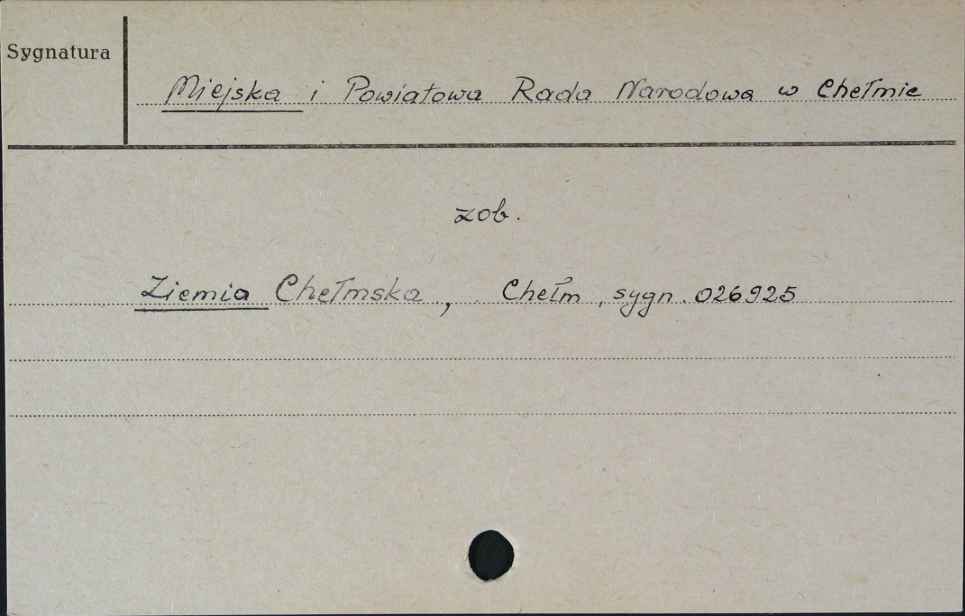 Sygnatura
Miejska i Powiatowa Rada Narodowa w Chełmie
zob.
Ziemia Chełmska, Chełm, sygn. 026925